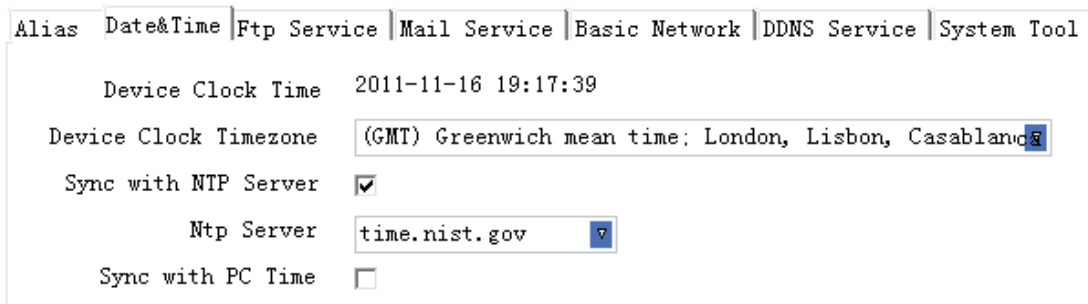 Alias Date&Time Ftp Service Mail Service Basic Network DDNS Service System Tool
Device Clock Time 2011-11-16 19:17:39
Device Clock Timezone (GMT) Greenwich mean time; London, Lisbon, Casablanca
Sync with NTP Server
Ntp Server time.nist.gov
Sync with PC Time